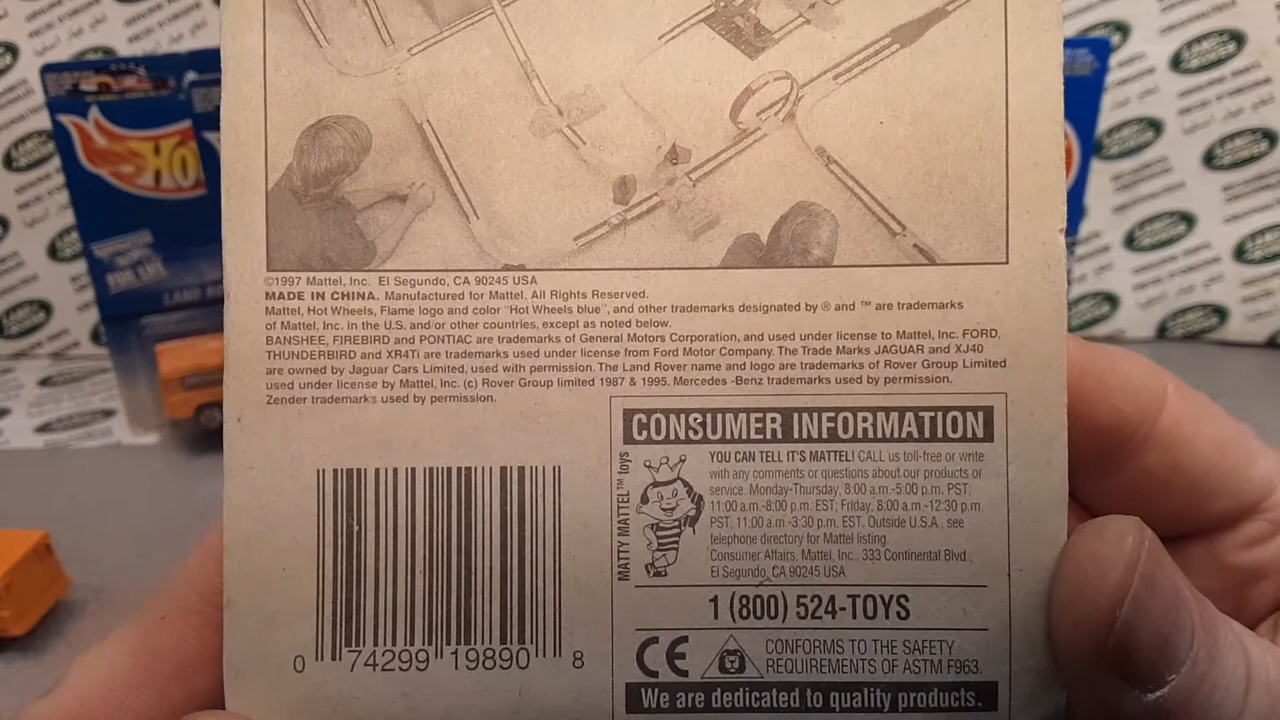 ©1997 Mattel, Inc. El Segundo, CA 90245 USA
MADE IN CHINA. Manufactured for Mattel. All Rights Reserved.
Mattel, Hot Wheels, Flame logo and color "Hot Wheels blue", and other trademarks designated by ® and ™ are trademarks
of Mattel, Inc. in the U.S. and/or other countries, except as noted below.
BANSHEE, FIREBIRD and PONTIAC are trademarks of General Motors Corporation, and used under license to Mattel, Inc. FORD,
THUNDERBIRD and XR4Ti are trademarks used under license from Ford Motor Company. The Trade Marks JAGUAR and XJ40
are owned by Jaguar Cars Limited, used with permission. The Land Rover name and logo are trademarks of Rover Group Limited
used under license by Mattel, Inc. (c) Rover Group limited 1987 & 1995. Mercedes -Benz trademarks used by permission.
Zender trademarks used by permission.
CONSUMER INFORMATION
MATTY MATTEL™ toys
YOU CAN TELL IT'S MATTEL! CALL us toll-free or write
with any comments or questions about our products or
service. Monday-Thursday, 8:00 a.m.-5:00 p.m. PST;
11:00 a.m.-8:00 p.m. EST; Friday, 8:00 a.m.-12:30 p.m.
PST, 11:00 a.m.-3:30 p.m. EST. Outside U.S.A., see
telephone directory for Mattel listing.
Consumer Affairs, Mattel, Inc., 333 Continental Blvd.,
El Segundo, CA 90245 USA
1 (800) 524-TOYS
CE
CONFORMS TO THE SAFETY
REQUIREMENTS OF ASTM F963.
We are dedicated to quality products.
0 74299 19890 8
HO
LAND
LAND ROVER